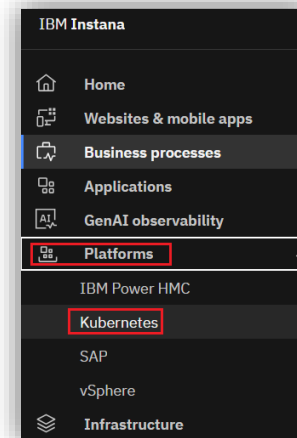 IBM Instana
Home
Websites & mobile apps
Business processes
Applications
AI GenAI observability
Platforms
IBM Power HMC
Kubernetes
SAP
vSphere
Infrastructure